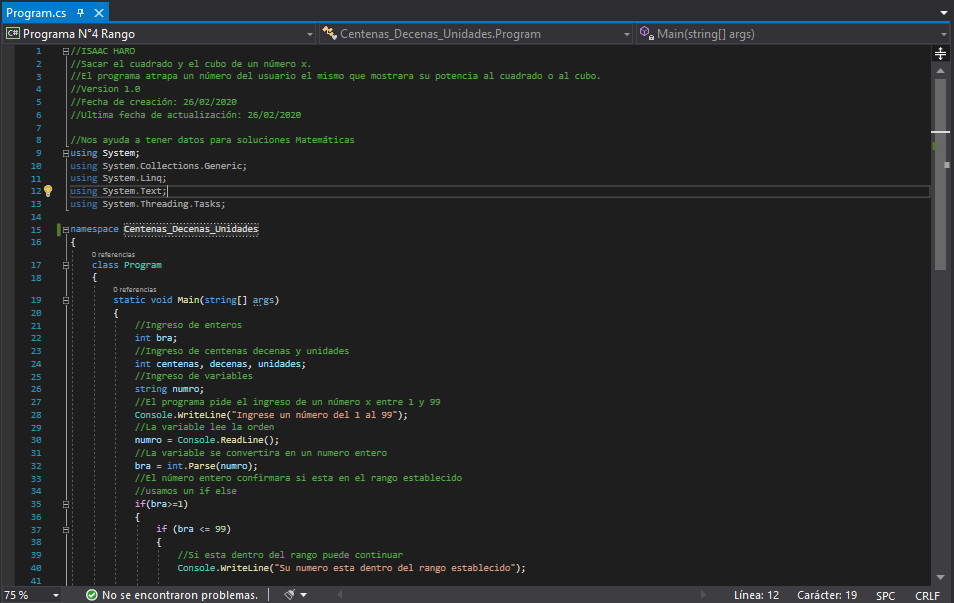 Program.cs
Programa N°4 Rango
Centenas_Decenas_Unidades.Program
Main(string[] args)
1 //ISAAC HARO
2 //Sacar el cuadrado y el cubo de un número x.
3 //El programa atrapa un número del usuario el mismo que mostrara su potencia al cuadrado o al cubo.
4 //Version 1.0
5 //Fecha de creación: 26/02/2020
6 //Ultima fecha de actualización: 26/02/2020
7
8 //Nos ayuda a tener datos para soluciones Matemáticas
9 using System;
10 using System.Collections.Generic;
11 using System.Linq;
12 using System.Text;
13 using System.Threading.Tasks;
14
15 namespace Centenas_Decenas_Unidades
16 {
0 referencias
17 class Program
18 {
0 referencias
19 static void Main(string[] args)
20 {
21 //Ingreso de enteros
22 int bra;
23 //Ingreso de centenas decenas y unidades
24 int centenas, decenas, unidades;
25 //Ingreso de variables
26 string numro;
27 //El programa pide el ingreso de un número x entre 1 y 99
28 Console.WriteLine("Ingrese un número del 1 al 99");
29 //La variable lee la orden
30 numro = Console.ReadLine();
31 //La variable se convertira en un numero entero
32 bra = int.Parse(numro);
33 //El número entero confirmara si esta en el rango establecido
34 //usamos un if else
35 if(bra>=1)
36 {
37 if (bra <= 99)
38 {
39 //Si esta dentro del rango puede continuar
40 Console.WriteLine("Su numero esta dentro del rango establecido");
41
75 %
No se encontraron problemas.
Línea: 12
Carácter: 19
SPC
CRLF